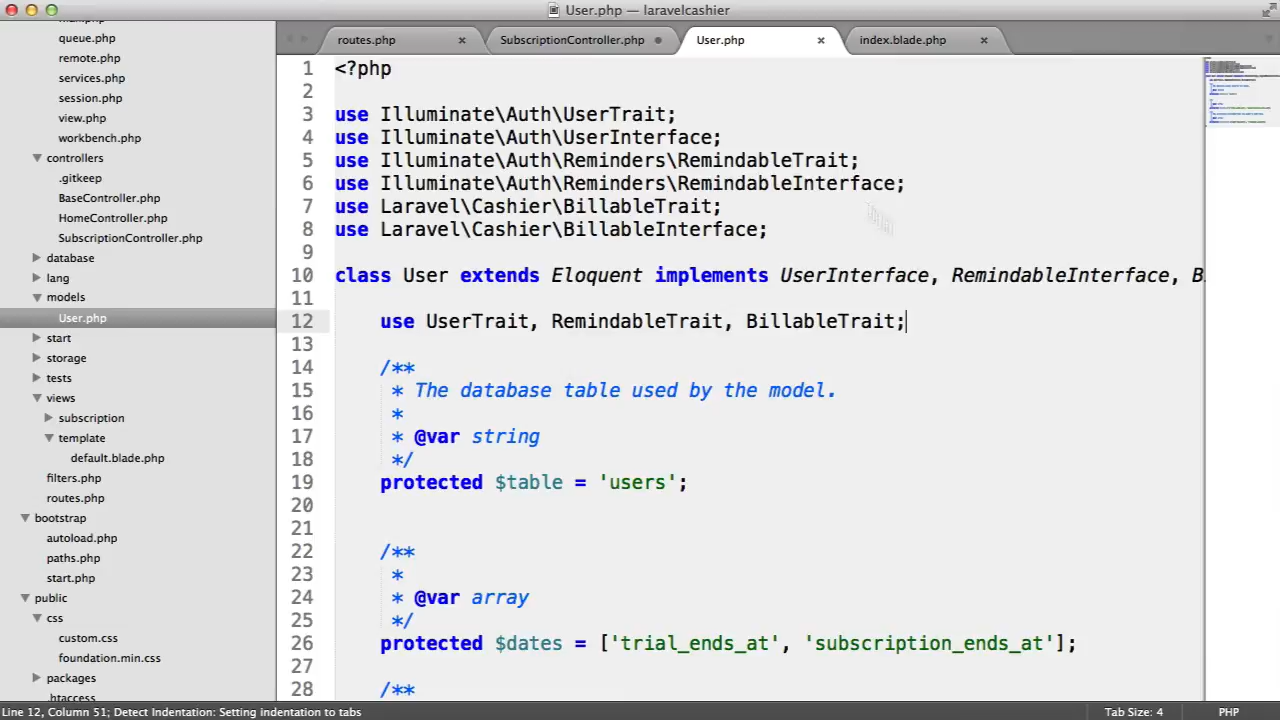 User.php — laravelcashier
queue.php
remote.php
services.php
session.php
view.php
workbench.php
controllers
.gitkeep
BaseController.php
HomeController.php
SubscriptionController.php
database
lang
models
User.php
start
storage
tests
views
subscription
template
default.blade.php
filters.php
routes.php
bootstrap
autoload.php
paths.php
start.php
public
css
custom.css
foundation.min.css
packages
.htaccess
routes.php
SubscriptionController.php
User.php
index.blade.php
1 <?php
2
3 use Illuminate\Auth\UserTrait;
4 use Illuminate\Auth\UserInterface;
5 use Illuminate\Auth\Reminders\RemindableTrait;
6 use Illuminate\Auth\Reminders\RemindableInterface;
7 use Laravel\Cashier\BillableTrait;
8 use Laravel\Cashier\BillableInterface;
9
10 class User extends Eloquent implements UserInterface, RemindableInterface, B
11
12 use UserTrait, RemindableTrait, BillableTrait;
13
14 /**
15 * The database table used by the model.
16 *
17 * @var string
18 */
19 protected $table = 'users';
20
21
22 /**
23 *
24 * @var array
25 */
26 protected $dates = ['trial_ends_at', 'subscription_ends_at'];
27
28 /**
Line 12, Column 51; Detect Indentation: Setting indentation to tabs
Tab Size: 4
PHP